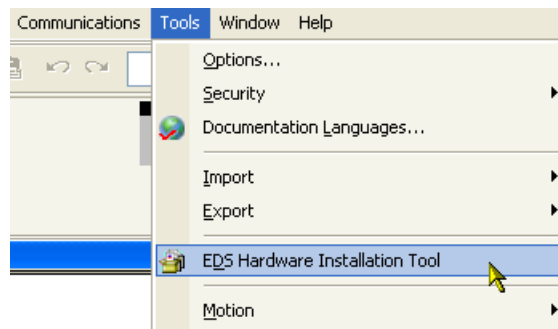 Communications Tools Window Help
Options...
Security
Documentation Languages...
Import
Export
EDS Hardware Installation Tool
Motion